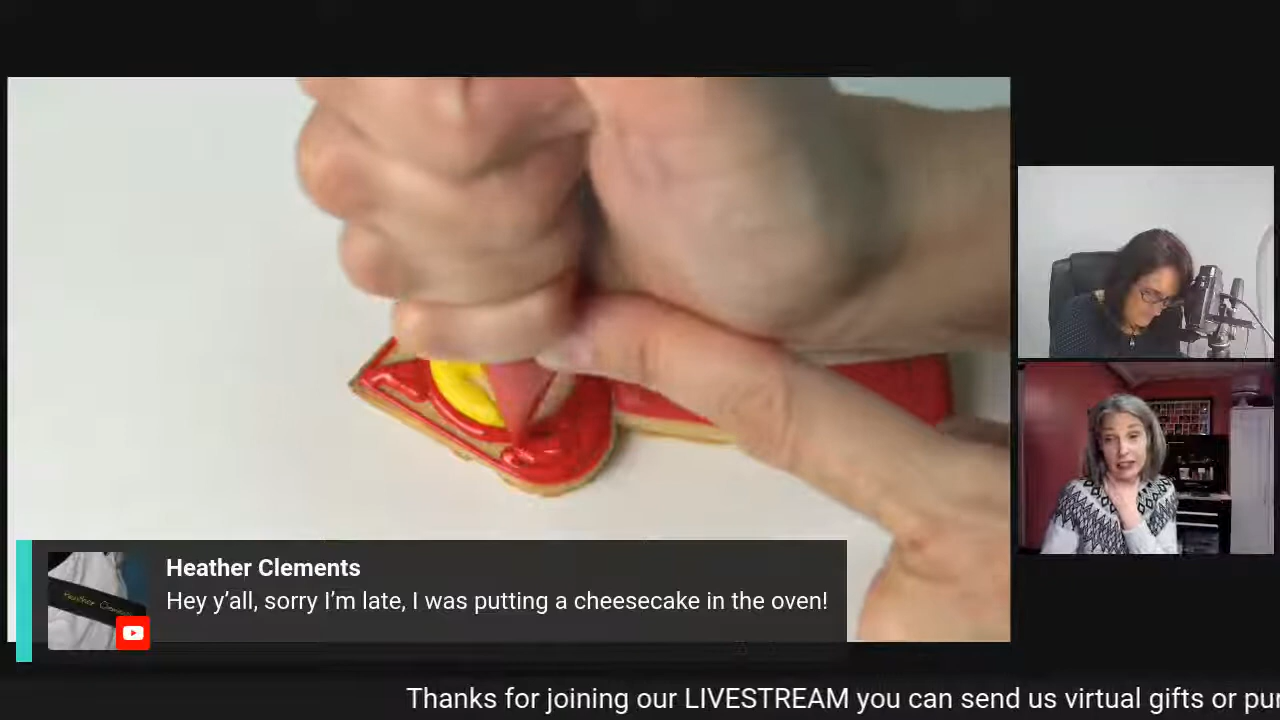 Heather Clements
Hey y’all, sorry I’m late, I was putting a cheesecake in the oven!
Thanks for joining our LIVESTREAM you can send us virtual gifts or pu